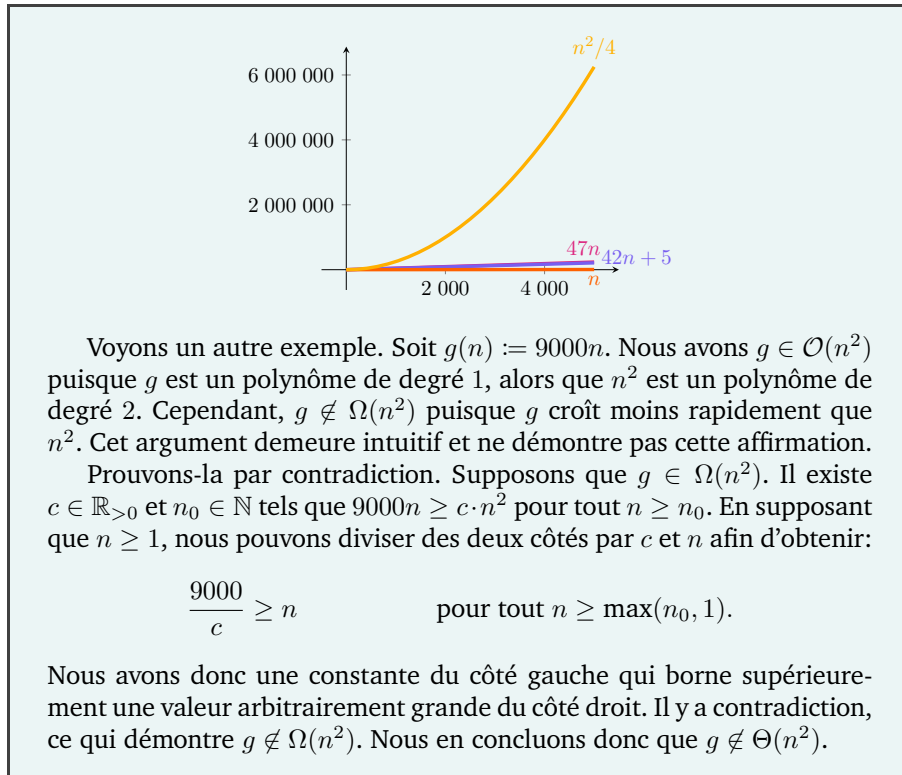 n²/4
6 000 000
4 000 000
2 000 000
47n
42n + 5
n
2 000
4 000
Voyons un autre exemple. Soit g(n) ≔ 9000n. Nous avons g ∈ 𝒪(n²)
puisque g est un polynôme de degré 1, alors que n² est un polynôme de
degré 2. Cependant, g ∉ Ω(n²) puisque g croît moins rapidement que
n². Cet argument demeure intuitif et ne démontre pas cette affirmation.
Prouvons-la par contradiction. Supposons que g ∈ Ω(n²). Il existe
c ∈ ℝ>0 et n₀ ∈ ℕ tels que 9000n ≥ c·n² pour tout n ≥ n₀. En supposant
que n ≥ 1, nous pouvons diviser des deux côtés par c et n afin d'obtenir:
9000/c ≥ n pour tout n ≥ max(n₀, 1).
Nous avons donc une constante du côté gauche qui borne supérieure-
ment une valeur arbitrairement grande du côté droit. Il y a contradiction,
ce qui démontre g ∉ Ω(n²). Nous en concluons donc que g ∉ Θ(n²).